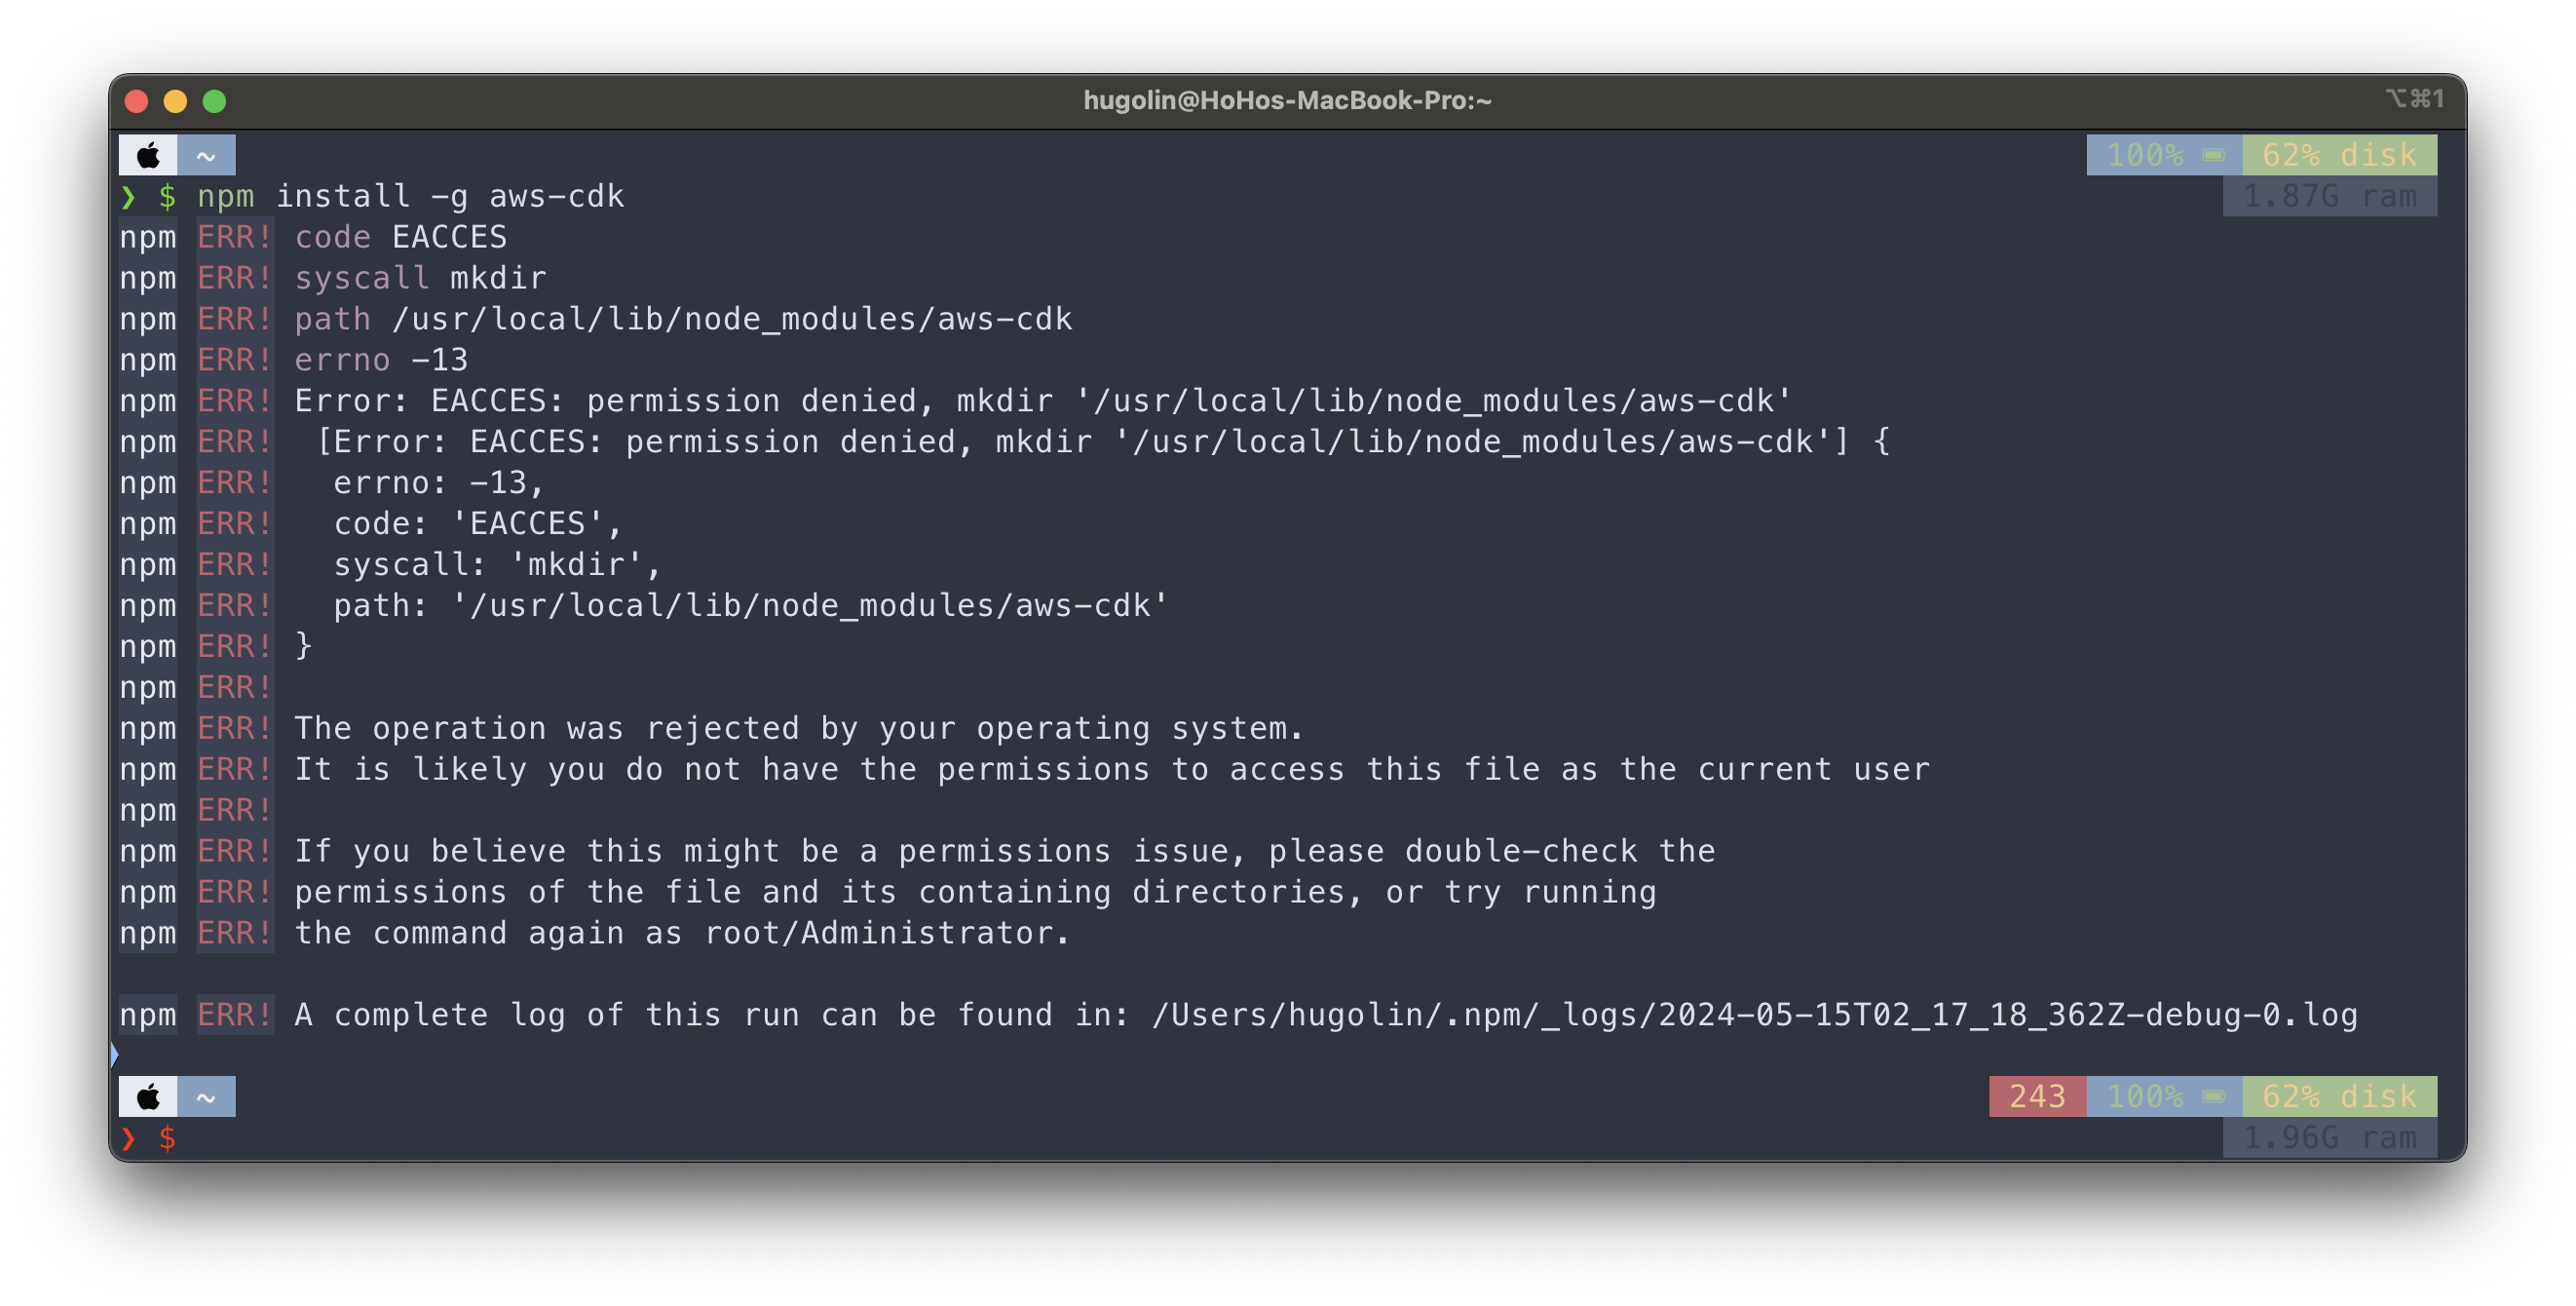 hugolin@HoHos-MacBook-Pro:~ ⌥⌘1
~ 100% 62% disk
❯ $ npm install -g aws-cdk 1.87G ram
npm ERR! code EACCES
npm ERR! syscall mkdir
npm ERR! path /usr/local/lib/node_modules/aws-cdk
npm ERR! errno -13
npm ERR! Error: EACCES: permission denied, mkdir '/usr/local/lib/node_modules/aws-cdk'
npm ERR!  [Error: EACCES: permission denied, mkdir '/usr/local/lib/node_modules/aws-cdk'] {
npm ERR!   errno: -13,
npm ERR!   code: 'EACCES',
npm ERR!   syscall: 'mkdir',
npm ERR!   path: '/usr/local/lib/node_modules/aws-cdk'
npm ERR! }
npm ERR!
npm ERR! The operation was rejected by your operating system.
npm ERR! It is likely you do not have the permissions to access this file as the current user
npm ERR!
npm ERR! If you believe this might be a permissions issue, please double-check the
npm ERR! permissions of the file and its containing directories, or try running
npm ERR! the command again as root/Administrator.
npm ERR! A complete log of this run can be found in: /Users/hugolin/.npm/_logs/2024-05-15T02_17_18_362Z-debug-0.log
~ 243 100% 62% disk
❯ $ 1.96G ram